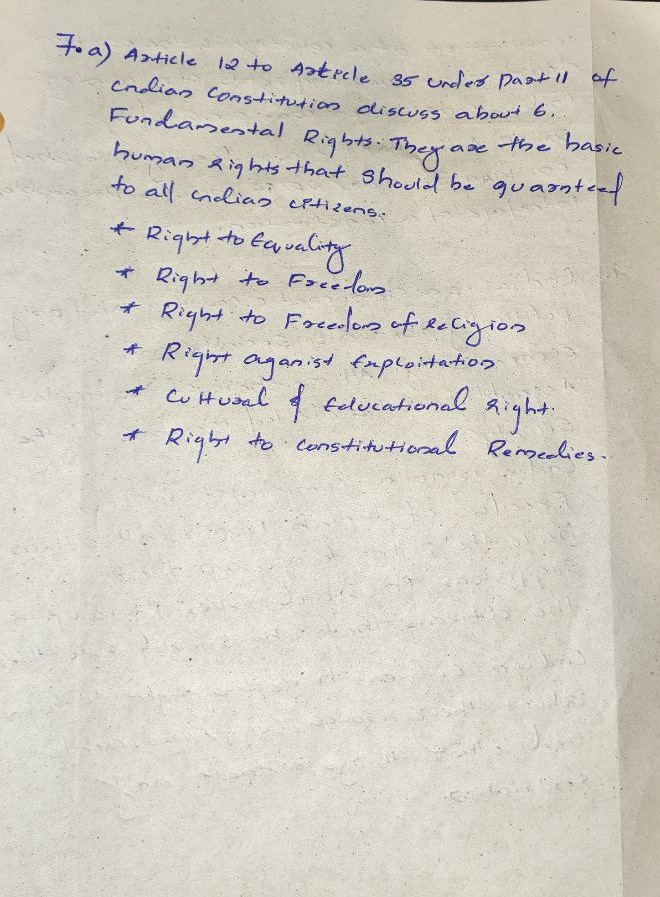 7. a) Article 12 to Article 35 under Part II of
Indian Constitution discuss about 6.
Fundamental Rights. They are the basic
human rights that should be guarnteed
to all indian citizens.
* Right to Equality
* Right to Freedom
* Right to Freedom of Religion
* Right aganist Exploitation
* Cultural & Educational right.
* Right to constitutional Remedies.